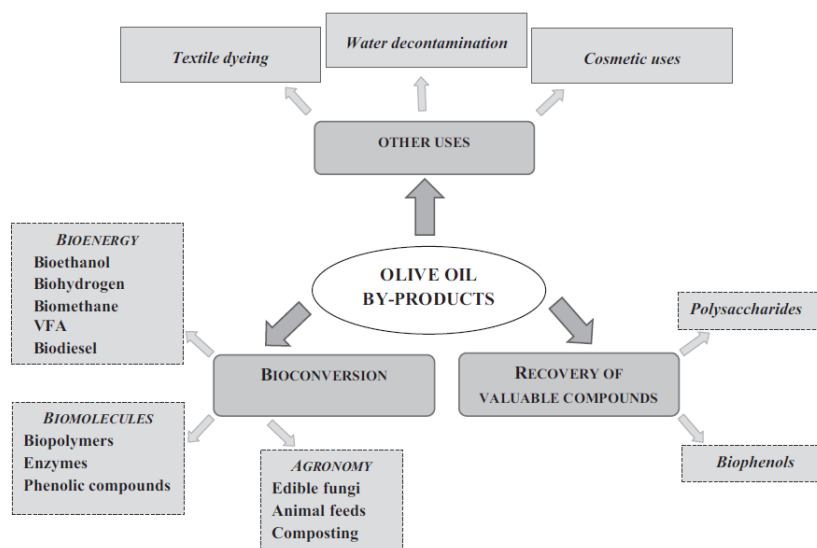 Textile dyeing
Water decontamination
Cosmetic uses
OTHER USES
OLIVE OIL
BY-PRODUCTS
BIOENERGY
Bioethanol
Biohydrogen
Biomethane
VFA
Biodiesel
Polysaccharides
BIOCONVERSION
RECOVERY OF
VALUABLE COMPOUNDS
BIOMOLECULES
Biopolymers
Enzymes
Phenolic compounds
AGRONOMY
Edible fungi
Animal feeds
Composting
Biophenols